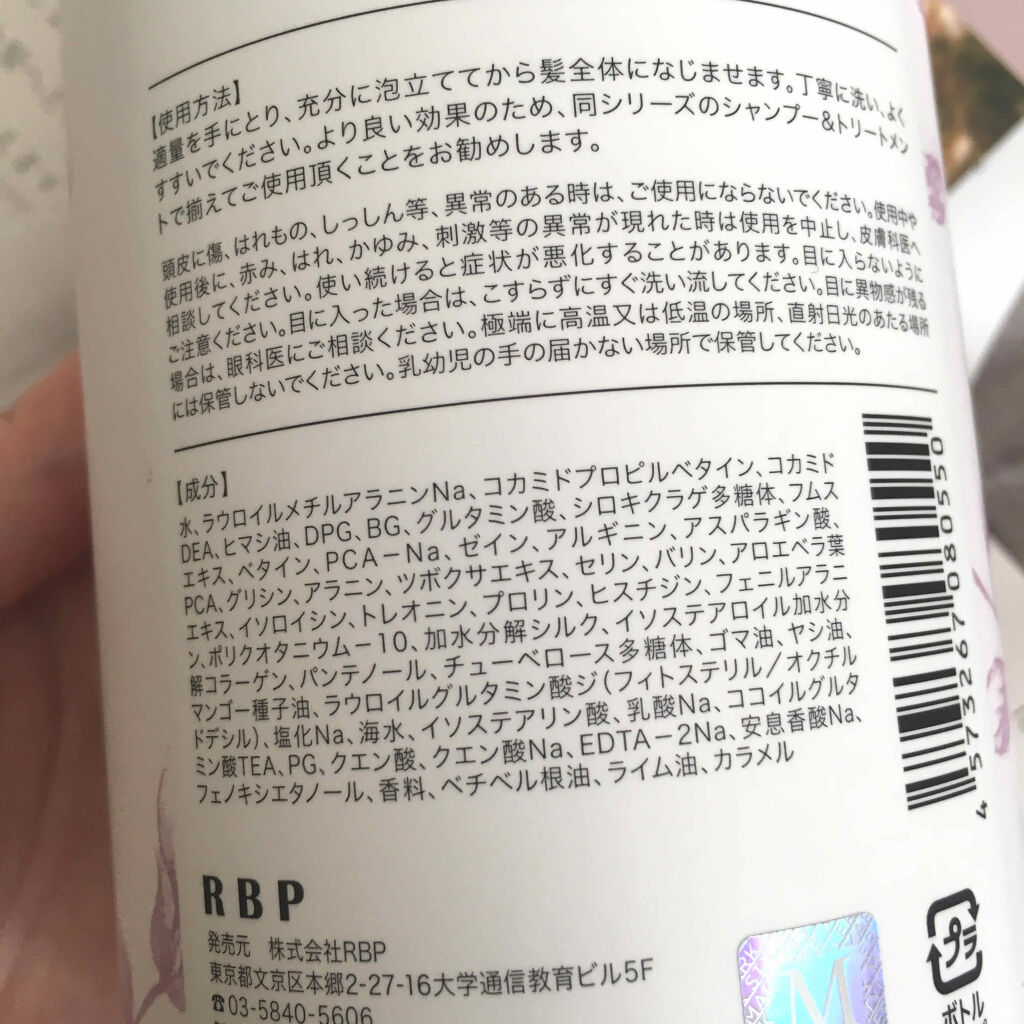 【使用方法】
適量を手にとり、充分に泡立ててから髪全体になじませます。丁寧に洗い、よく
すすいでください。より良い効果のため、同シリーズのシャンプー&トリートメン
トで揃えてご使用頂くことをお勧めします。
頭皮に傷、はれもの、しっしん等、異常のある時は、ご使用にならないでください。使用中や
使用後に、赤み、はれ、かゆみ、刺激等の異常が現れた時は使用を中止し、皮膚科医へ
相談してください。使い続けると症状が悪化することがあります。目に入らないように
ご注意ください。目に入った場合は、こすらずにすぐ洗い流してください。目に異物感が残る
場合は、眼科医にご相談ください。極端に高温又は低温の場所、直射日光のあたる場所
には保管しないでください。乳幼児の手の届かない場所で保管してください。
【成分】
水、ラウロイルメチルアラニンNa、コカミドプロピルベタイン、コカミド
DEA、ヒマシ油、DPG、BG、グルタミン酸、シロキクラゲ多糖体、フムス
エキス、ベタイン、PCA－Na、ゼイン、アルギニン、アスパラギン酸、
PCA、グリシン、アラニン、ツボクサエキス、セリン、バリン、アロエベラ葉
エキス、イソロイシン、トレオニン、プロリン、ヒスチジン、フェニルアラニ
ン、ポリクオタニウム－10、加水分解シルク、イソステアロイル加水分
解コラーゲン、パンテノール、チューベロース多糖体、ゴマ油、ヤシ油、
マンゴー種子油、ラウロイルグルタミン酸ジ(フィトステリル／オクチル
ドデシル)、塩化Na、海水、イソステアリン酸、乳酸Na、ココイルグルタ
ミン酸TEA、PG、クエン酸、クエン酸Na、EDTA－2Na、安息香酸Na、
フェノキシエタノール、香料、ベチベル根油、ライム油、カラメル
4573267080550
RBP
発売元 株式会社RBP
東京都文京区本郷2-27-16大学通信教育ビル5F
☎03-5840-5606
M
プラ
ボトル